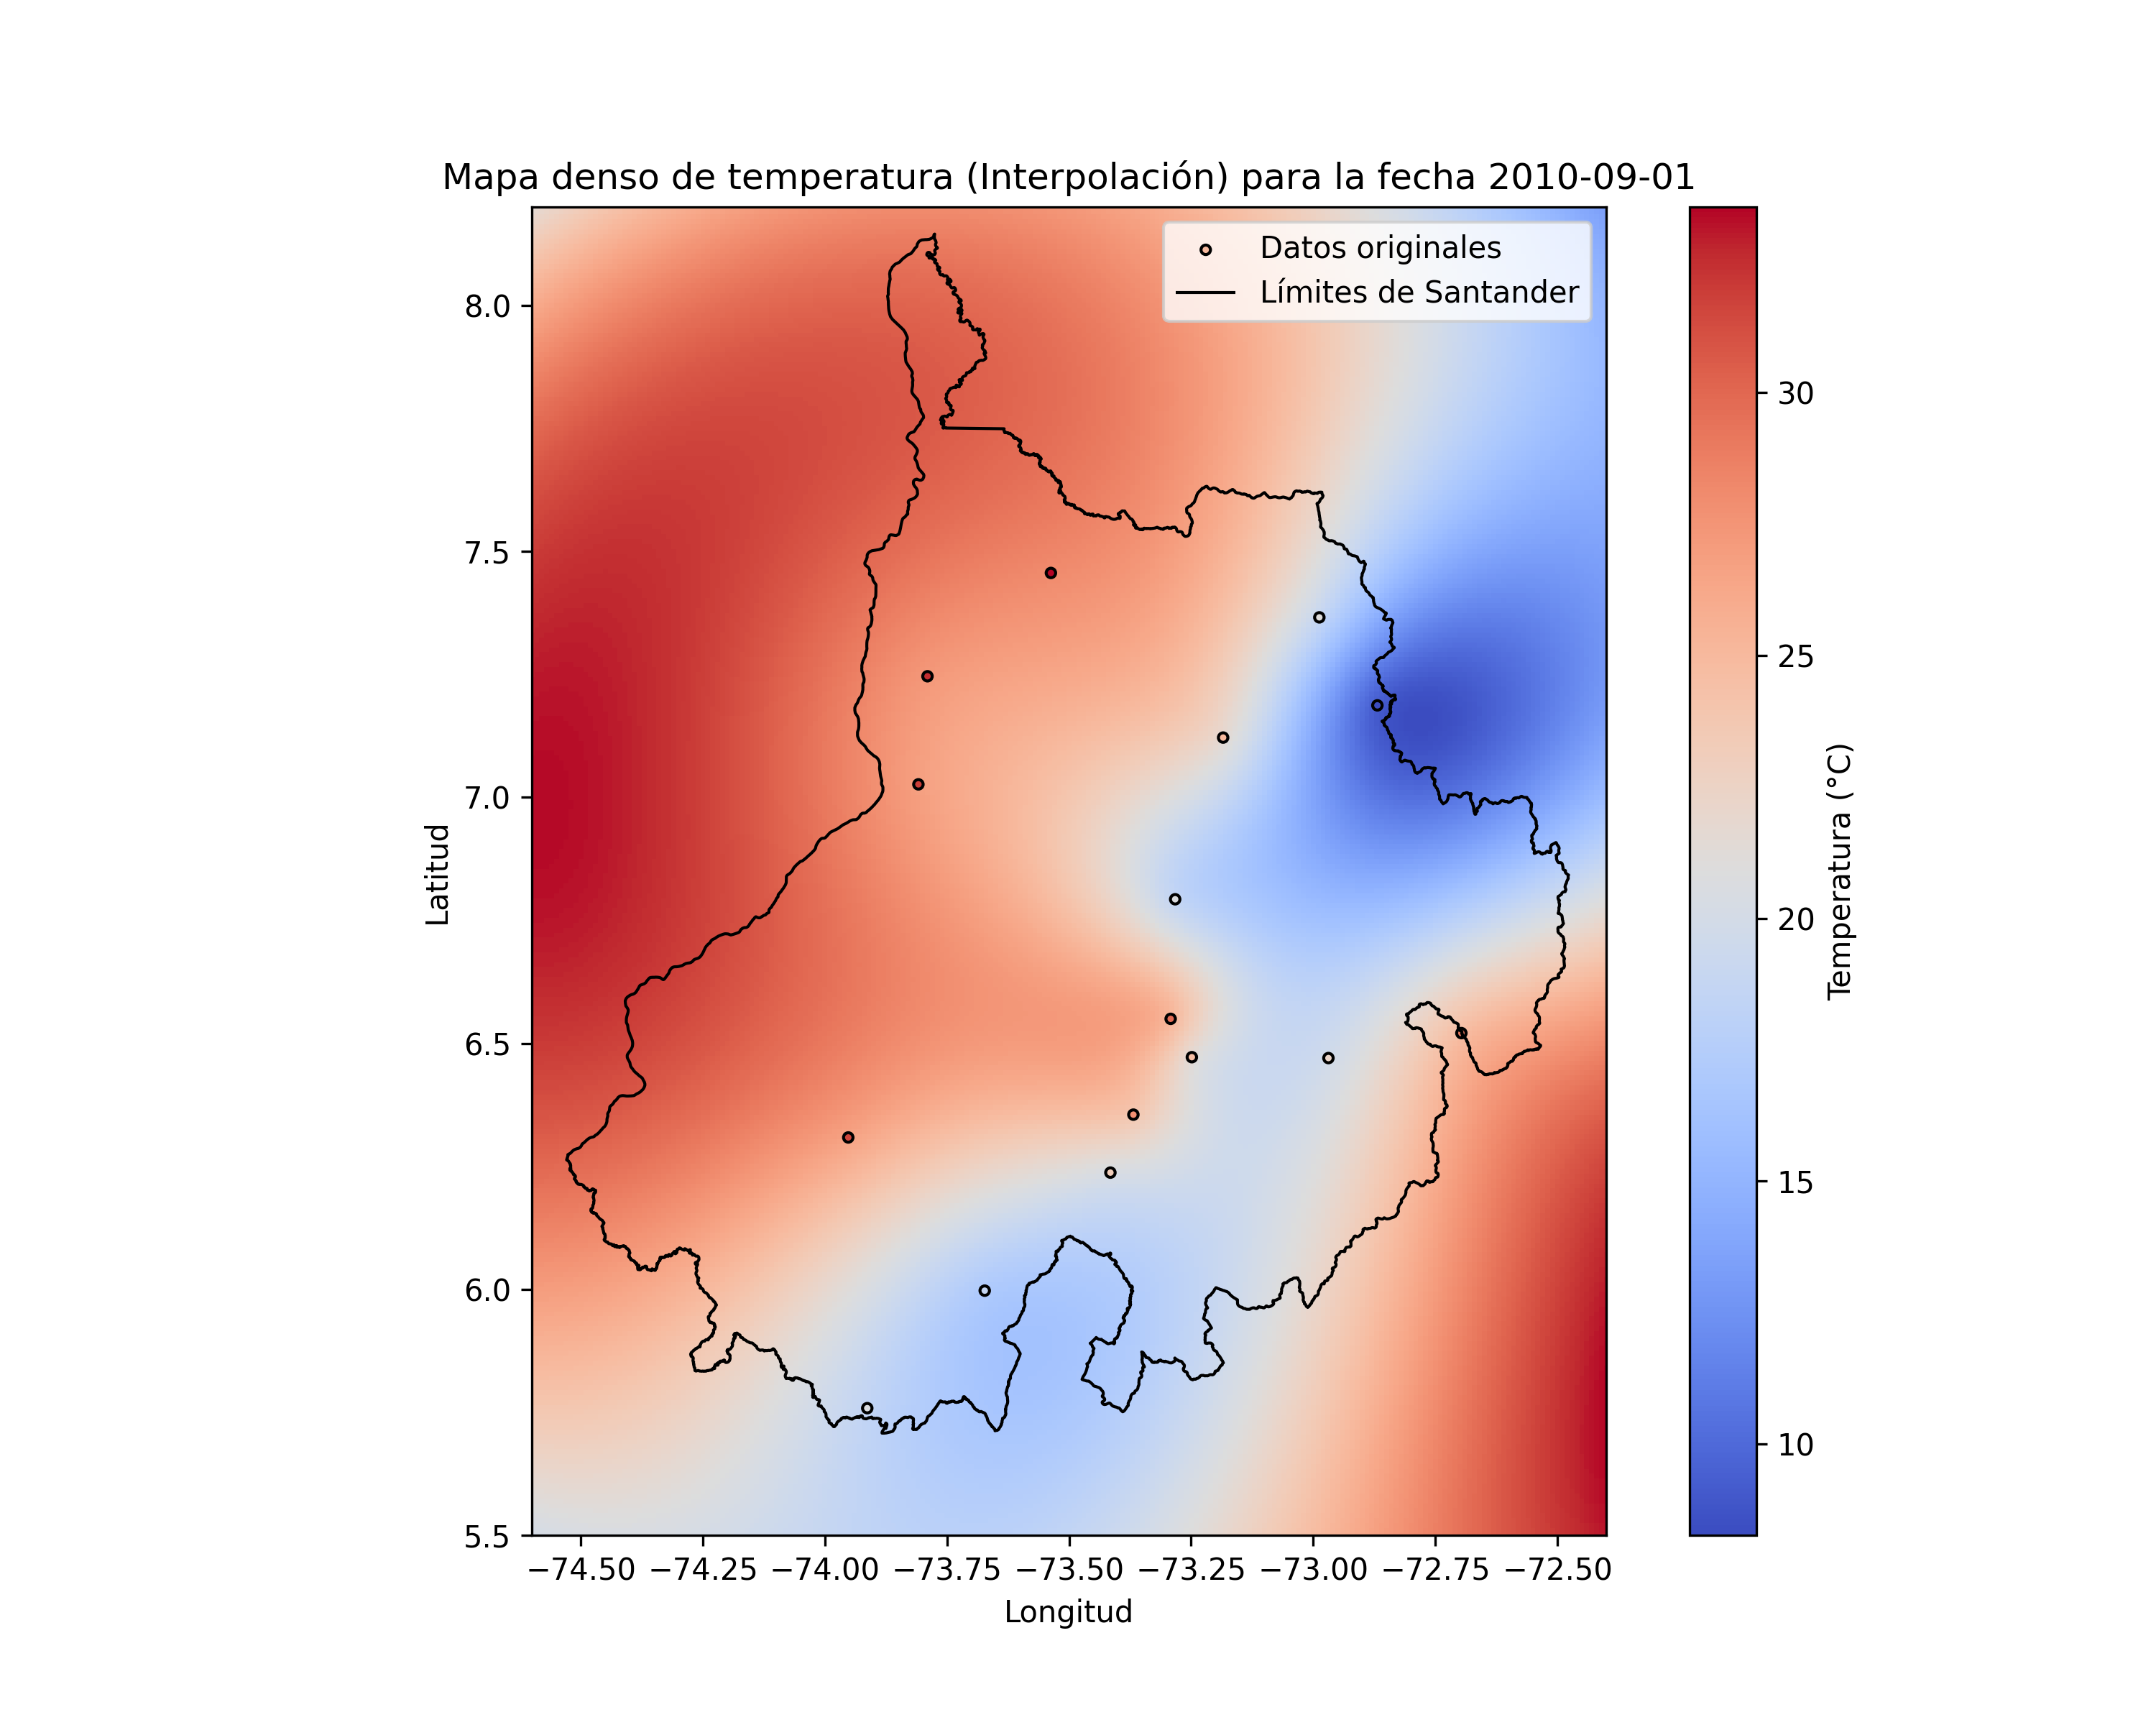 Mapa denso de temperatura (Interpolación) para la fecha 2010-09-01
Datos originales
Límites de Santander
8.0
7.5
7.0
6.5
6.0
5.5
Latitud
−74.50 −74.25 −74.00 −73.75 −73.50 −73.25 −73.00 −72.75 −72.50
Longitud
30
25
20
15
10
Temperatura (°C)